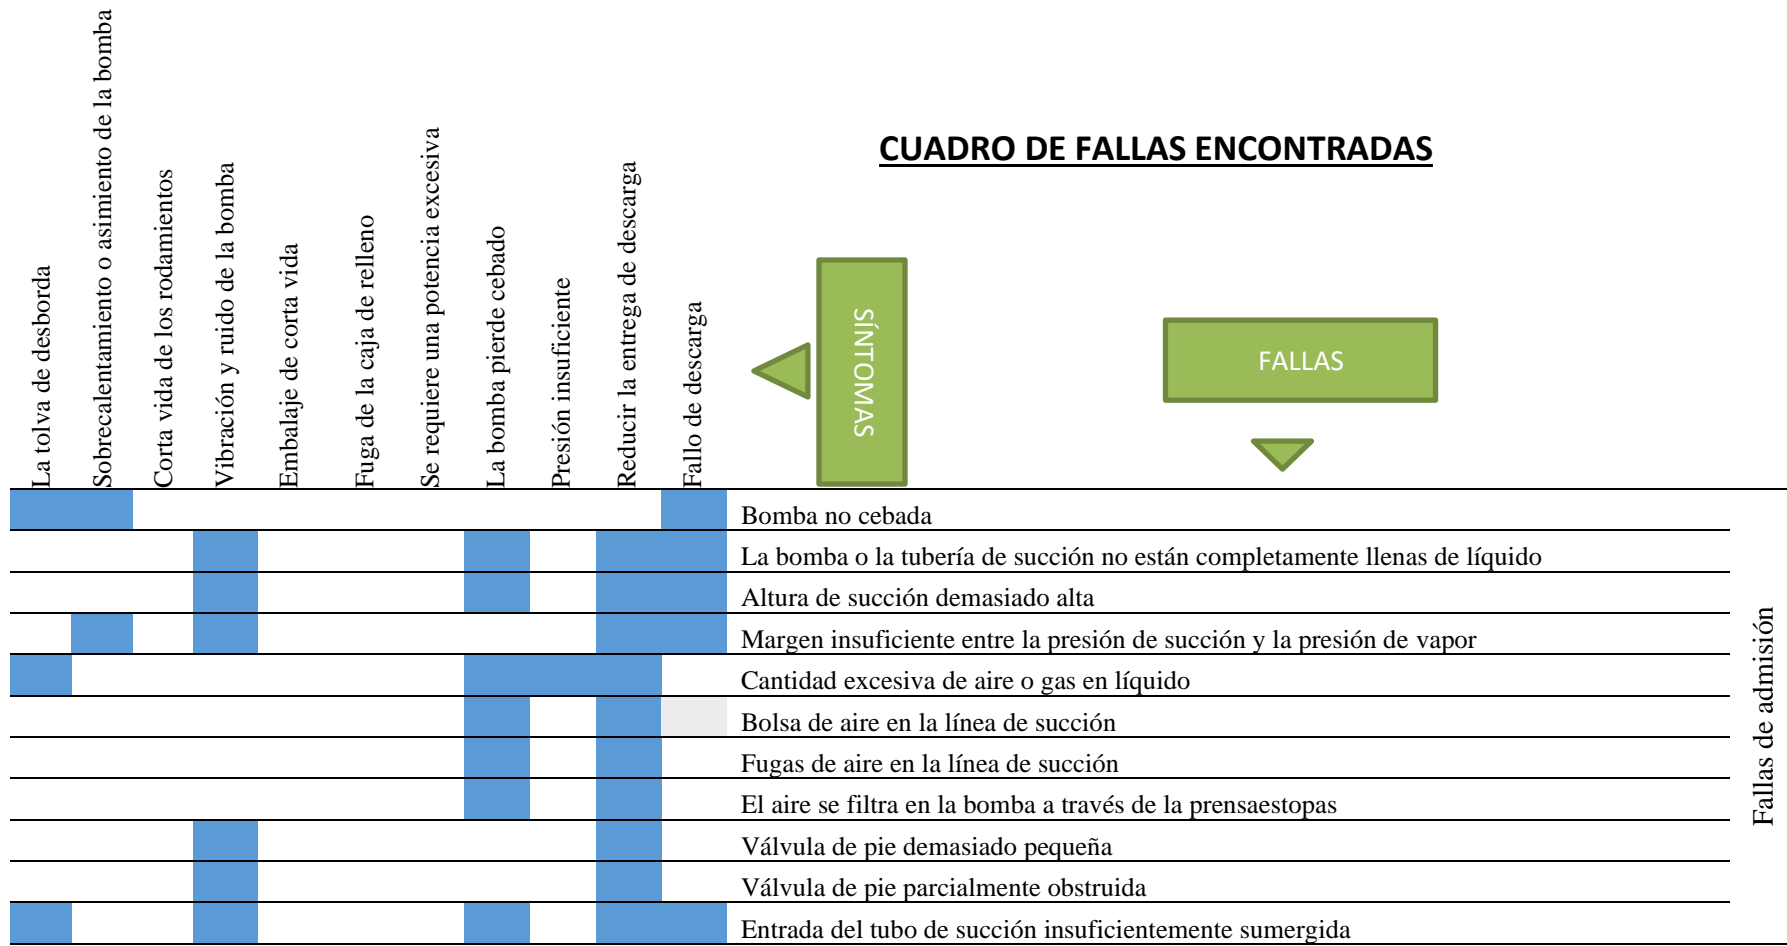 CUADRO DE FALLAS ENCONTRADAS
La tolva de desborda
Sobrecalentamiento o asimiento de la bomba
Corta vida de los rodamientos
Vibración y ruido de la bomba
Embalaje de corta vida
Fuga de la caja de relleno
Se requiere una potencia excesiva
La bomba pierde cebado
Presión insuficiente
Reducir la entrega de descarga
Fallo de descarga
SÍNTOMAS
FALLAS
Bomba no cebada
La bomba o la tubería de succión no están completamente llenas de líquido
Altura de succión demasiado alta
Margen insuficiente entre la presión de succión y la presión de vapor
Cantidad excesiva de aire o gas en líquido
Bolsa de aire en la línea de succión
Fugas de aire en la línea de succión
El aire se filtra en la bomba a través de la prensaestopas
Válvula de pie demasiado pequeña
Válvula de pie parcialmente obstruida
Entrada del tubo de succión insuficientemente sumergida
Fallas de admisión